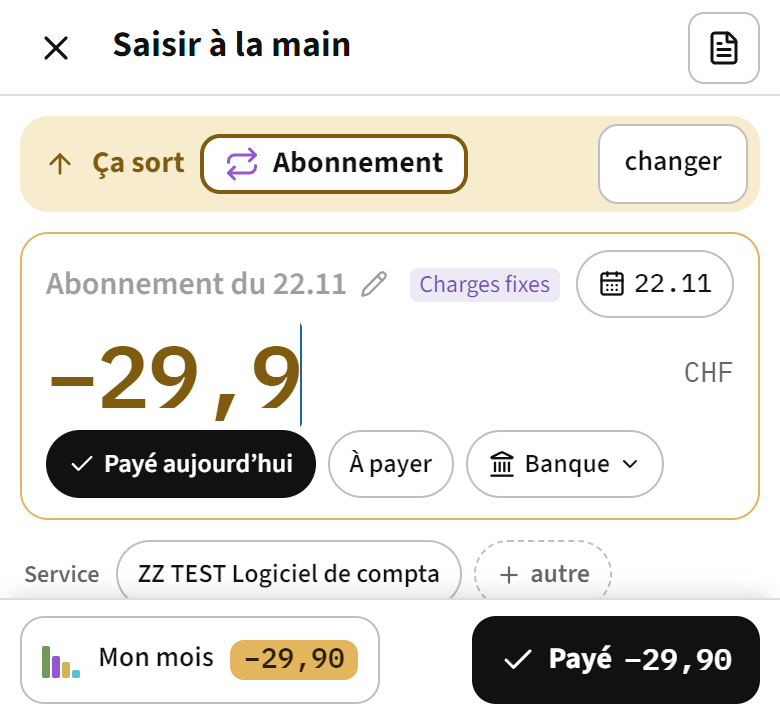 Saisir à la main
Ça sort Abonnement changer
Abonnement du 22.11 Charges fixes 22.11
−29,9 CHF
Payé aujourd’hui À payer Banque
Service ZZ TEST Logiciel de compta + autre
Mon mois −29,90 Payé −29,90